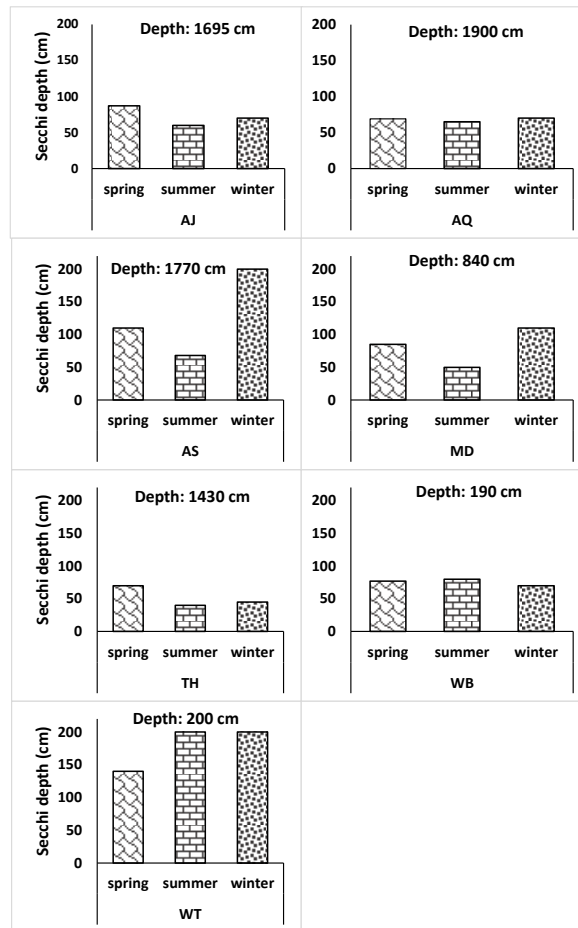 Depth: 1695 cm
Secchi depth (cm)
200
150
100
50
0
spring summer winter
AJ
Depth: 1900 cm
200
150
100
50
0
spring summer winter
AQ
Depth: 1770 cm
Secchi depth (cm)
200
150
100
50
0
spring summer winter
AS
Depth: 840 cm
200
150
100
50
0
spring summer winter
MD
Depth: 1430 cm
Secchi depth (cm)
200
150
100
50
0
spring summer winter
TH
Depth: 190 cm
200
150
100
50
0
spring summer winter
WB
Depth: 200 cm
Secchi depth (cm)
200
150
100
50
0
spring summer winter
WT